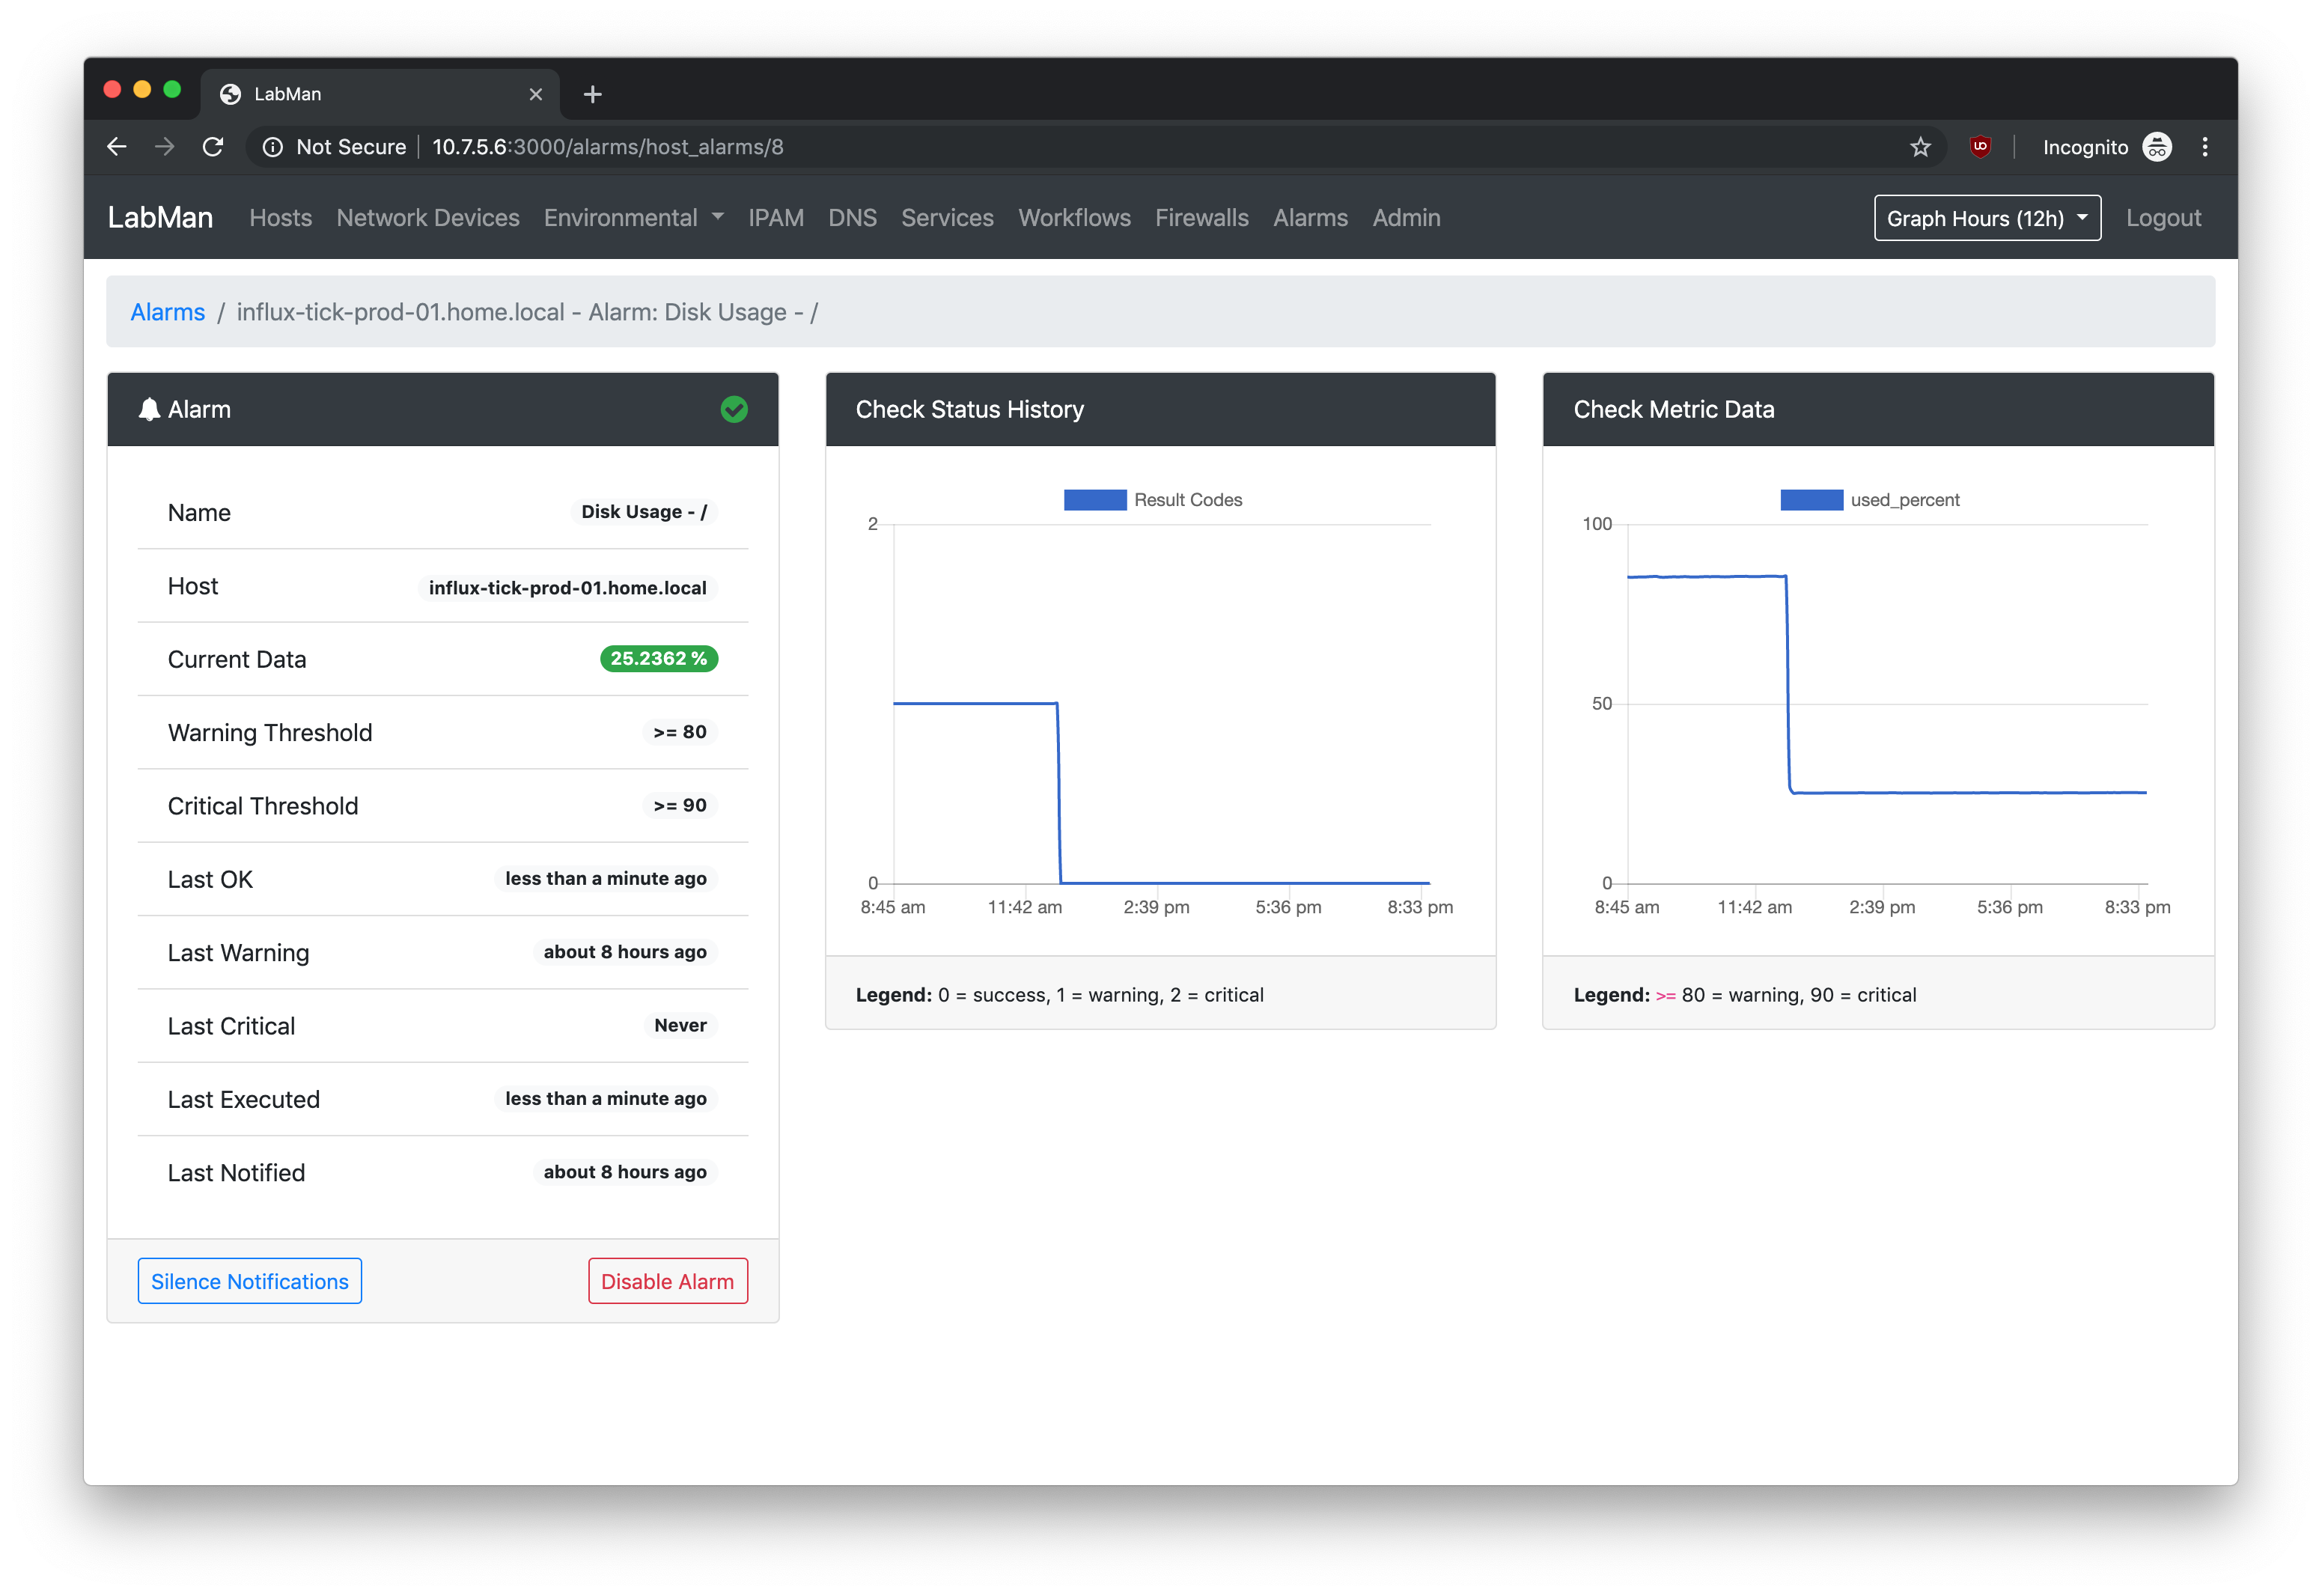 LabMan
Not Secure 10.7.5.6:3000/alarms/host_alarms/8 Incognito
LabMan Hosts Network Devices Environmental IPAM DNS Services Workflows Firewalls Alarms Admin Graph Hours (12h) Logout
Alarms / influx-tick-prod-01.home.local - Alarm: Disk Usage - /
Alarm
Name Disk Usage - /
Host influx-tick-prod-01.home.local
Current Data 25.2362 %
Warning Threshold >= 80
Critical Threshold >= 90
Last OK less than a minute ago
Last Warning about 8 hours ago
Last Critical Never
Last Executed less than a minute ago
Last Notified about 8 hours ago
Silence Notifications Disable Alarm
Check Status History
Result Codes
2
0
8:45 am 11:42 am 2:39 pm 5:36 pm 8:33 pm
Legend: 0 = success, 1 = warning, 2 = critical
Check Metric Data
used_percent
100
50
0
8:45 am 11:42 am 2:39 pm 5:36 pm 8:33 pm
Legend: >= 80 = warning, 90 = critical